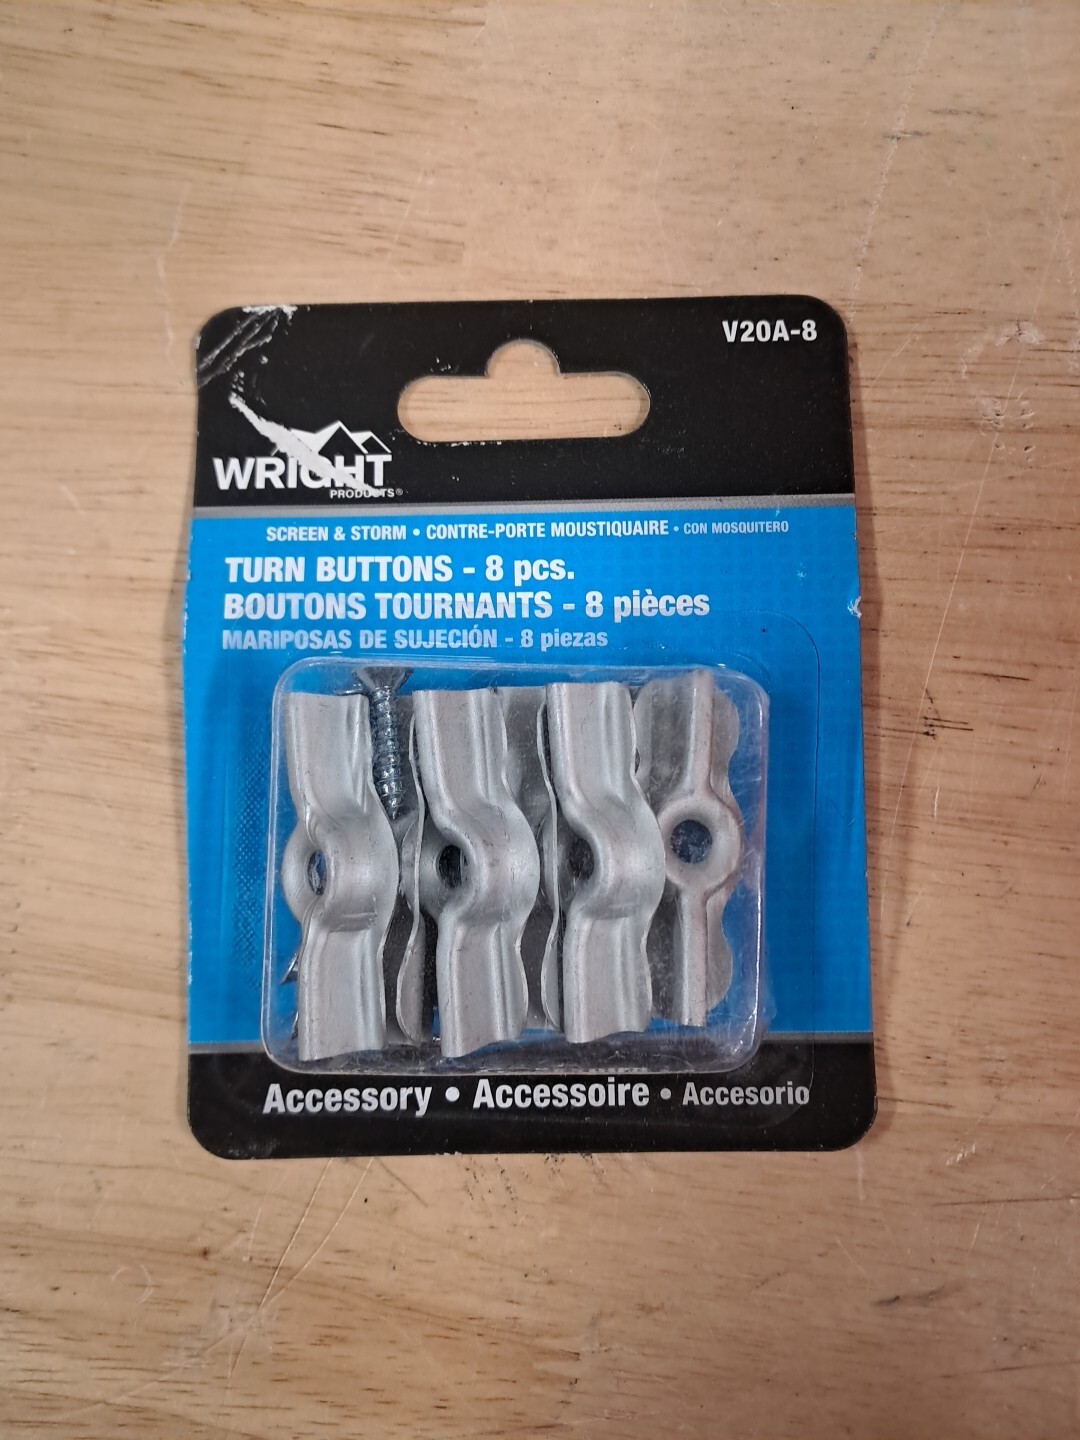 V20A-8
WRIGHT
PRODUCTS®
SCREEN & STORM • CONTRE-PORTE MOUSTIQUAIRE • CON MOSQUITERO
TURN BUTTONS - 8 pcs.
BOUTONS TOURNANTS - 8 pièces
MARIPOSAS DE SUJECIÓN - 8 piezas
Accessory • Accessoire • Accesorio